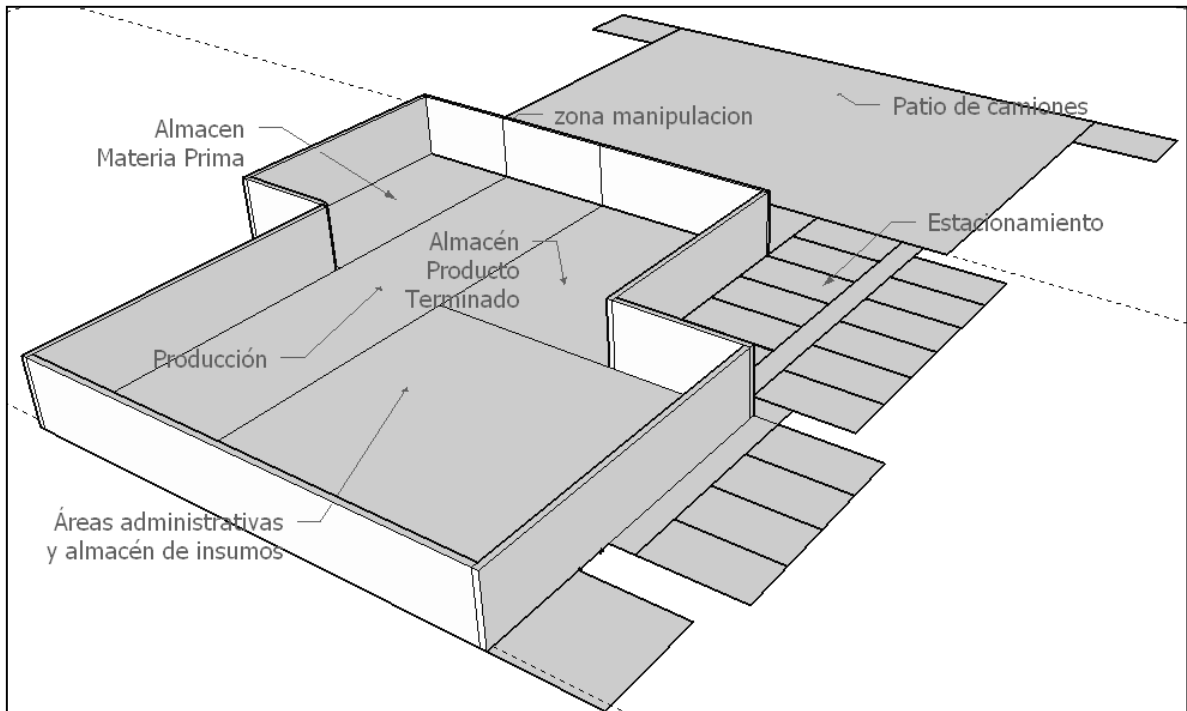 Patio de camiones
zona manipulacion
Almacen
Materia Prima
Estacionamiento
Almacén
Producto
Terminado
Producción
Áreas administrativas
y almacén de insumos